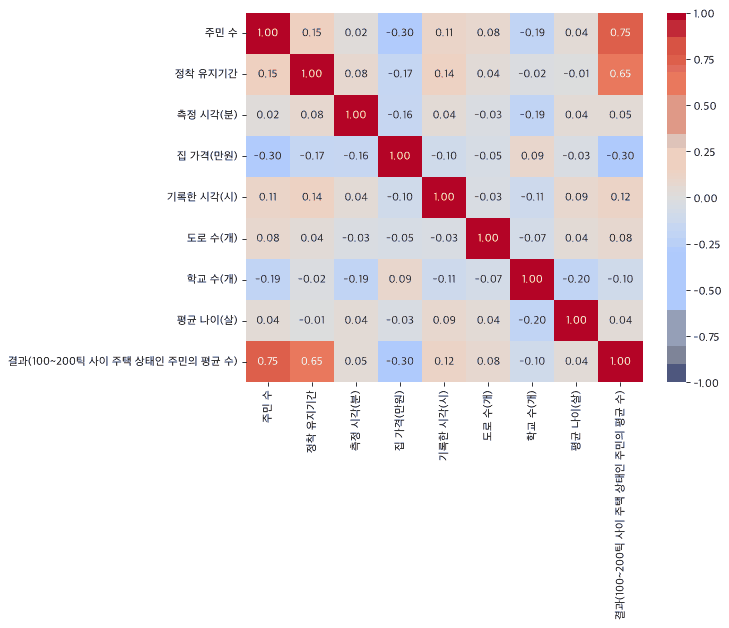 주민 수 1.00 0.15 0.02 −0.30 0.11 0.08 −0.19 0.04 0.75
정착 유지기간 0.15 1.00 0.08 −0.17 0.14 0.04 −0.02 −0.01 0.65
측정 시각(분) 0.02 0.08 1.00 −0.16 0.04 −0.03 −0.19 0.04 0.05
집 가격(만원) −0.30 −0.17 −0.16 1.00 −0.10 −0.05 0.09 −0.03 −0.30
기록한 시각(시) 0.11 0.14 0.04 −0.10 1.00 −0.03 −0.11 0.09 0.12
도로 수(개) 0.08 0.04 −0.03 −0.05 −0.03 1.00 −0.07 0.04 0.08
학교 수(개) −0.19 −0.02 −0.19 0.09 −0.11 −0.07 1.00 −0.20 −0.10
평균 나이(살) 0.04 −0.01 0.04 −0.03 0.09 0.04 −0.20 1.00 0.04
결과(100~200틱 사이 주택 상태인 주민의 평균 수) 0.75 0.65 0.05 −0.30 0.12 0.08 −0.10 0.04 1.00
주민 수
정착 유지기간
측정 시각(분)
집 가격(만원)
기록한 시각(시)
도로 수(개)
학교 수(개)
평균 나이(살)
결과(100~200틱 사이 주택 상태인 주민의 평균 수)
1.00
0.75
0.50
0.25
0.00
−0.25
−0.50
−0.75
−1.00